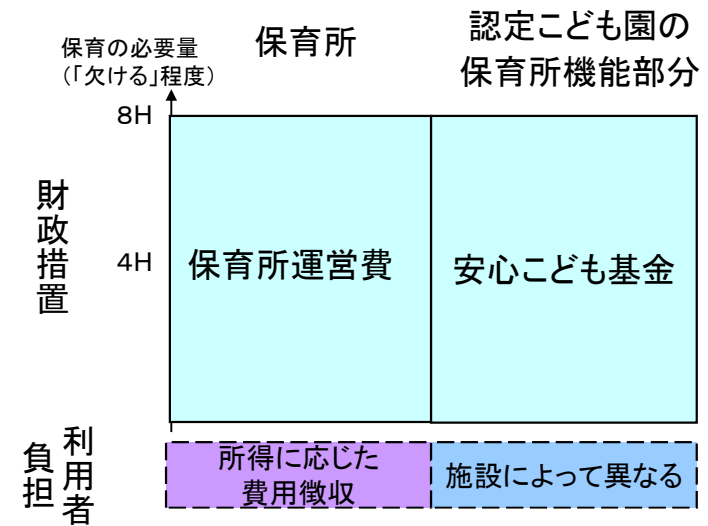 保育の必要量
(「欠ける」程度)
保育所
認定こども園の
保育所機能部分
8H
財政措置
4H
保育所運営費
安心こども基金
利用者
負担
所得に応じた
費用徴収
施設によって異なる